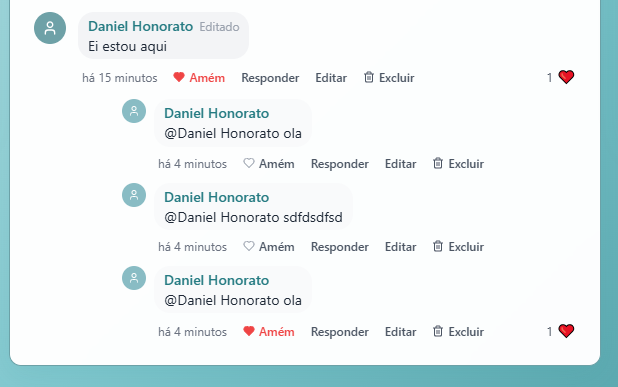 Daniel Honorato Editado
Ei estou aqui
há 15 minutos Amém Responder Editar Excluir 1
Daniel Honorato
@Daniel Honorato ola
há 4 minutos Amém Responder Editar Excluir
Daniel Honorato
@Daniel Honorato sdfdsdfsd
há 4 minutos Amém Responder Editar Excluir
Daniel Honorato
@Daniel Honorato ola
há 4 minutos Amém Responder Editar Excluir 1